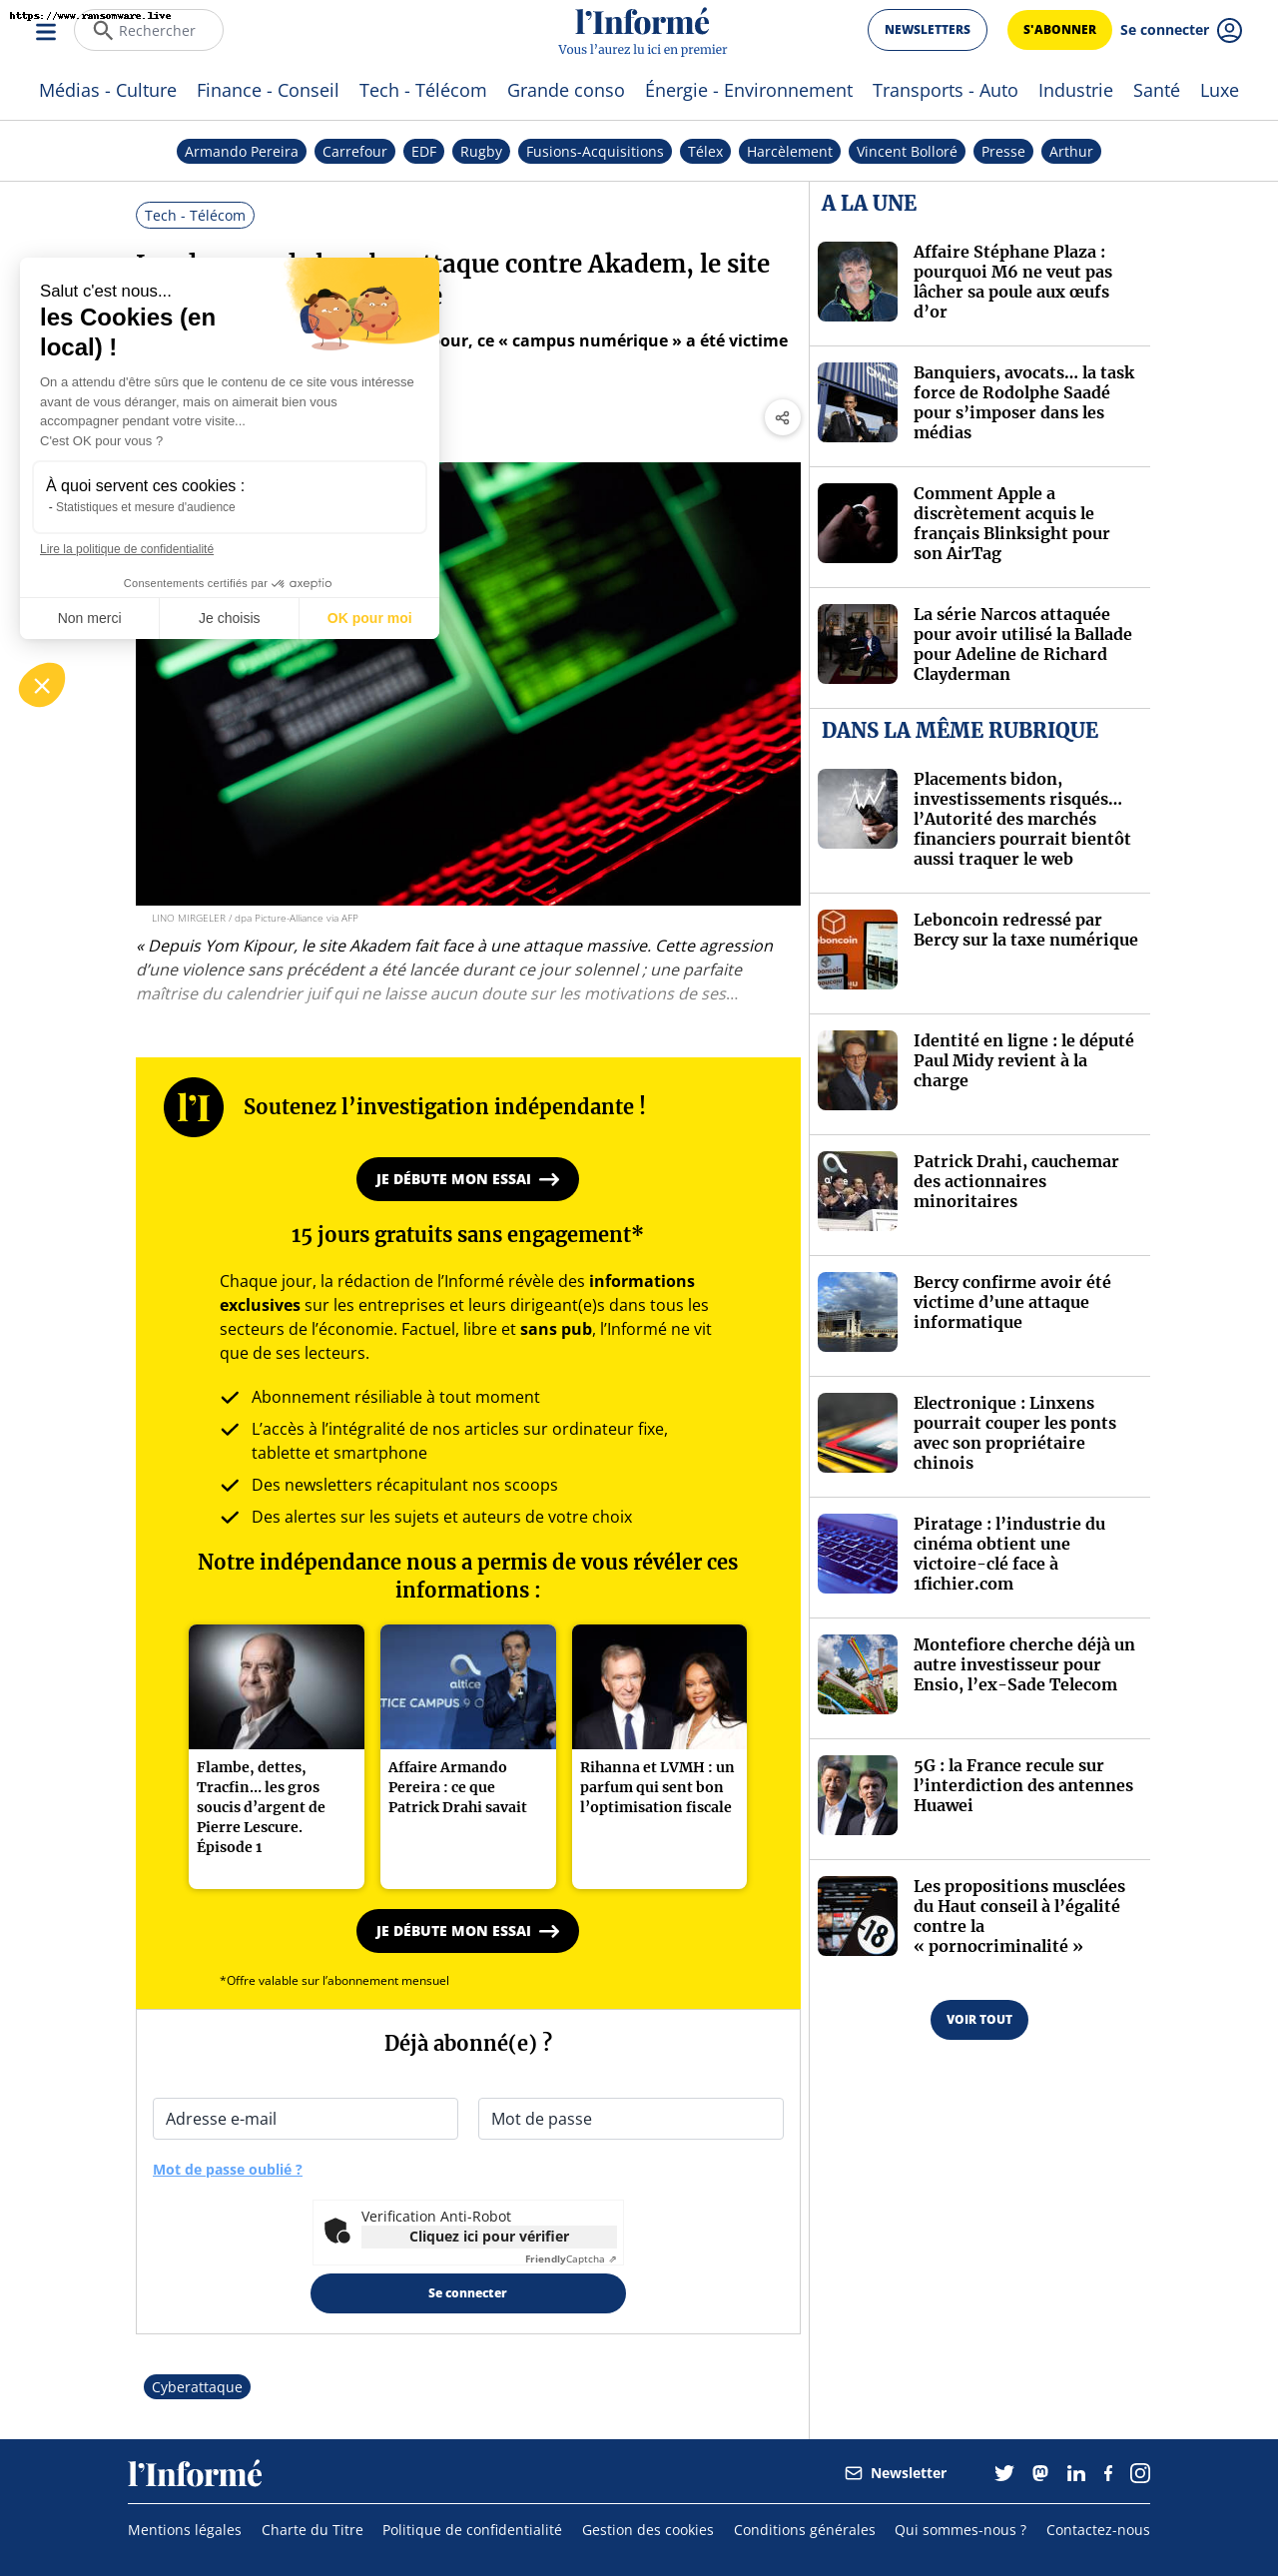 https://www.ransomware.live
Rechercher
l’Informé
Vous l’aurez lu ici en premier
NEWSLETTERS
S'ABONNER
Se connecter
Médias - Culture
Finance - Conseil
Tech - Télécom
Grande conso
Énergie - Environnement
Transports - Auto
Industrie
Santé
Luxe
Armando Pereira
Carrefour
EDF
Rugby
Fusions-Acquisitions
Télex
Harcèlement
Vincent Bolloré
Presse
Arthur
Tech - Télécom
contre Akadem, le site
ce « campus numérique » a été victime
Salut c'est nous...
les Cookies (en
local) !
On a attendu d'être sûrs que le contenu de ce site vous intéresse
avant de vous déranger, mais on aimerait bien vous
accompagner pendant votre visite...
C'est OK pour vous ?
À quoi servent ces cookies :
- Statistiques et mesure d'audience
Lire la politique de confidentialité
Consentements certifiés par axeptio
Non merci
Je choisis
OK pour moi
LINO MIRGELER / dpa Picture-Alliance via AFP
« Depuis Yom Kipour, le site Akadem fait face à une attaque massive. Cette agression
d’une violence sans précédent a été lancée durant ce jour solennel ; une parfaite
maîtrise du calendrier juif qui ne laisse aucun doute sur les motivations de ses...
l’I
Soutenez l’investigation indépendante !
JE DÉBUTE MON ESSAI
15 jours gratuits sans engagement*
Chaque jour, la rédaction de l’Informé révèle des informations
exclusives sur les entreprises et leurs dirigeant(e)s dans tous les
secteurs de l’économie. Factuel, libre et sans pub, l’Informé ne vit
que de ses lecteurs.
Abonnement résiliable à tout moment
L’accès à l’intégralité de nos articles sur ordinateur fixe,
tablette et smartphone
Des newsletters récapitulant nos scoops
Des alertes sur les sujets et auteurs de votre choix
Notre indépendance nous a permis de vous révéler ces
informations :
altice
Flambe, dettes,
Tracfin... les gros
soucis d’argent de
Pierre Lescure.
Épisode 1
Affaire Armando
Pereira : ce que
Patrick Drahi savait
Rihanna et LVMH : un
parfum qui sent bon
l’optimisation fiscale
JE DÉBUTE MON ESSAI
*Offre valable sur l’abonnement mensuel
Déjà abonné(e) ?
Adresse e-mail
Mot de passe
Mot de passe oublié ?
Verification Anti-Robot
Cliquez ici pour vérifier
FriendlyCaptcha ⇗
Se connecter
Cyberattaque
A LA UNE
Affaire Stéphane Plaza :
pourquoi M6 ne veut pas
lâcher sa poule aux œufs
d’or
Banquiers, avocats... la task
force de Rodolphe Saadé
pour s’imposer dans les
médias
Comment Apple a
discrètement acquis le
français Blinksight pour
son AirTag
La série Narcos attaquée
pour avoir utilisé la Ballade
pour Adeline de Richard
Clayderman
DANS LA MÊME RUBRIQUE
Placements bidon,
investissements risqués...
l’Autorité des marchés
financiers pourrait bientôt
aussi traquer le web
Leboncoin redressé par
Bercy sur la taxe numérique
Identité en ligne : le député
Paul Midy revient à la
charge
Patrick Drahi, cauchemar
des actionnaires
minoritaires
Bercy confirme avoir été
victime d’une attaque
informatique
Electronique : Linxens
pourrait couper les ponts
avec son propriétaire
chinois
Piratage : l’industrie du
cinéma obtient une
victoire-clé face à
1fichier.com
Montefiore cherche déjà un
autre investisseur pour
Ensio, l’ex-Sade Telecom
5G : la France recule sur
l’interdiction des antennes
Huawei
-18
Les propositions musclées
du Haut conseil à l’égalité
contre la
« pornocriminalité »
VOIR TOUT
l’Informé
Newsletter
Mentions légales
Charte du Titre
Politique de confidentialité
Gestion des cookies
Conditions générales
Qui sommes-nous ?
Contactez-nous